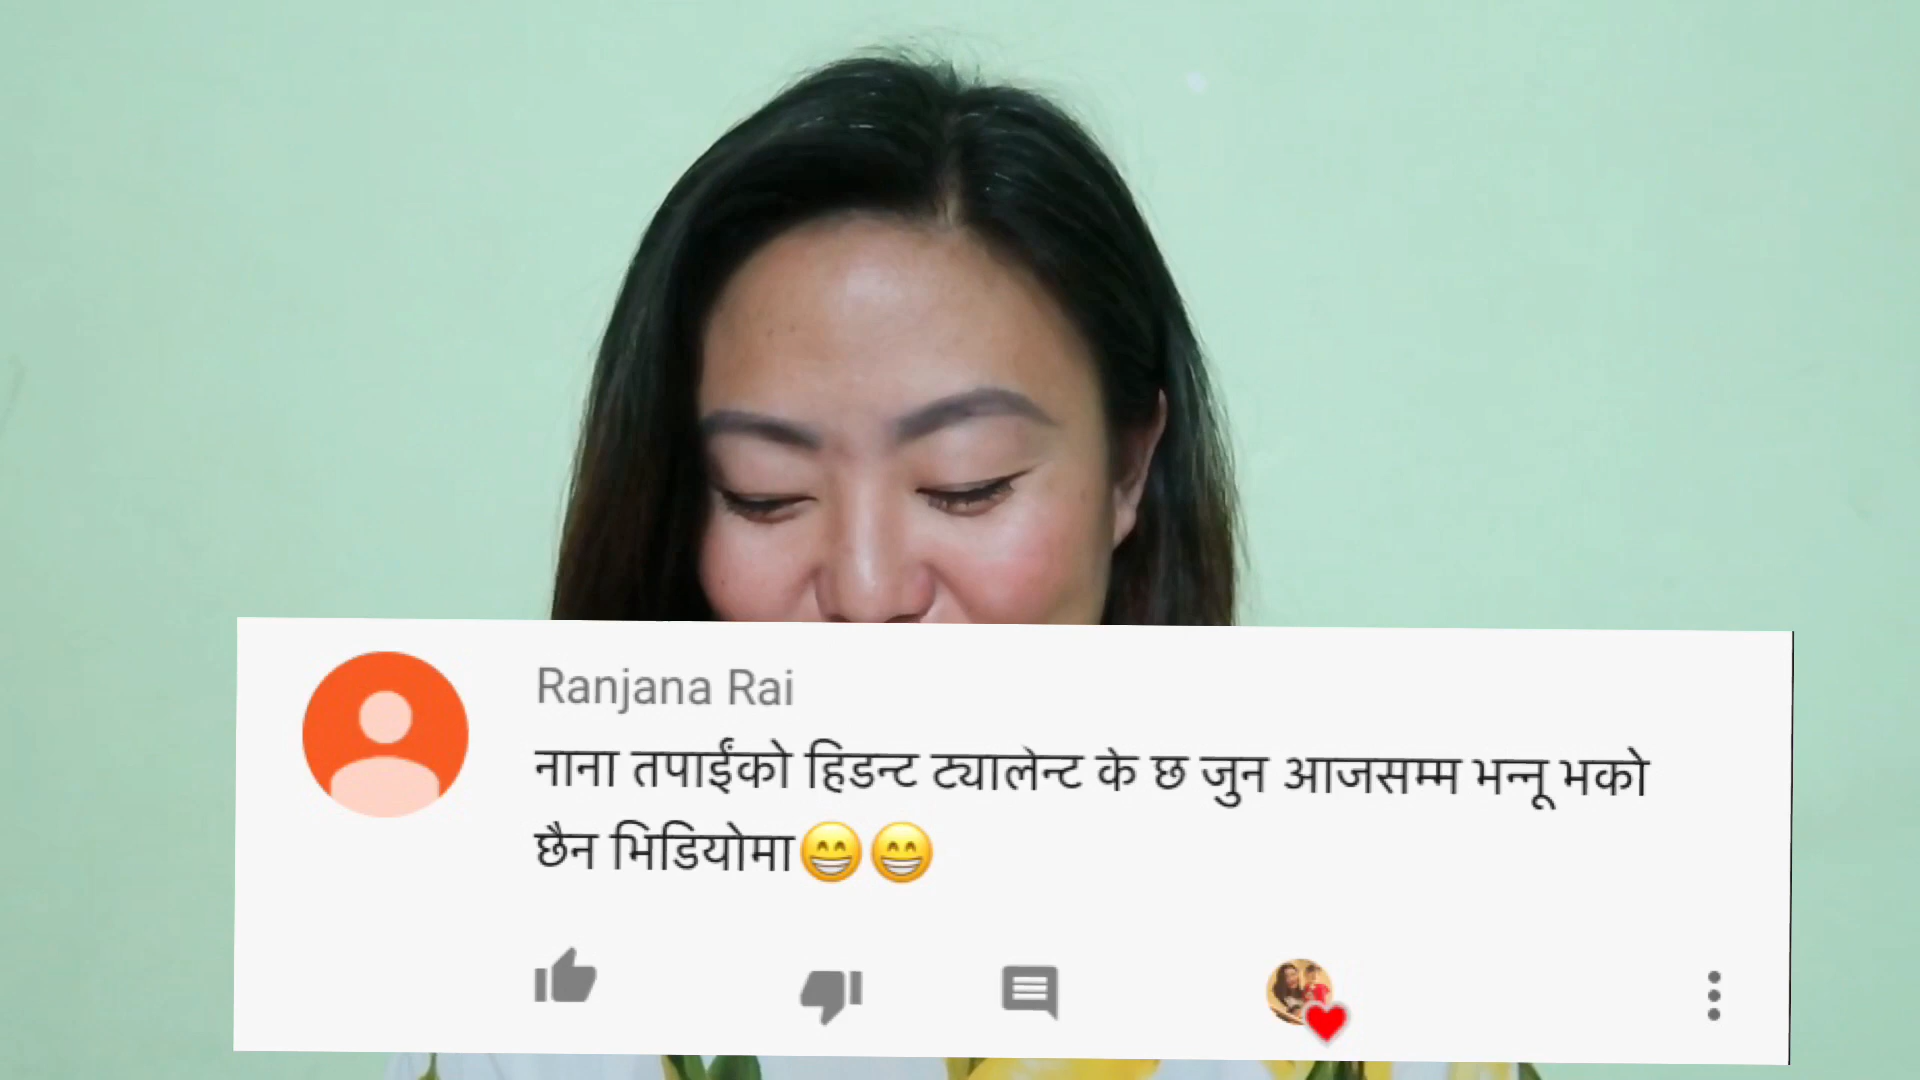 Ranjana Rai
नाना तपाईंको हिडन्ट ट्यालेन्ट के छ जुन आजसम्म भन्नू भको
छैन भिडियोमा😁😁